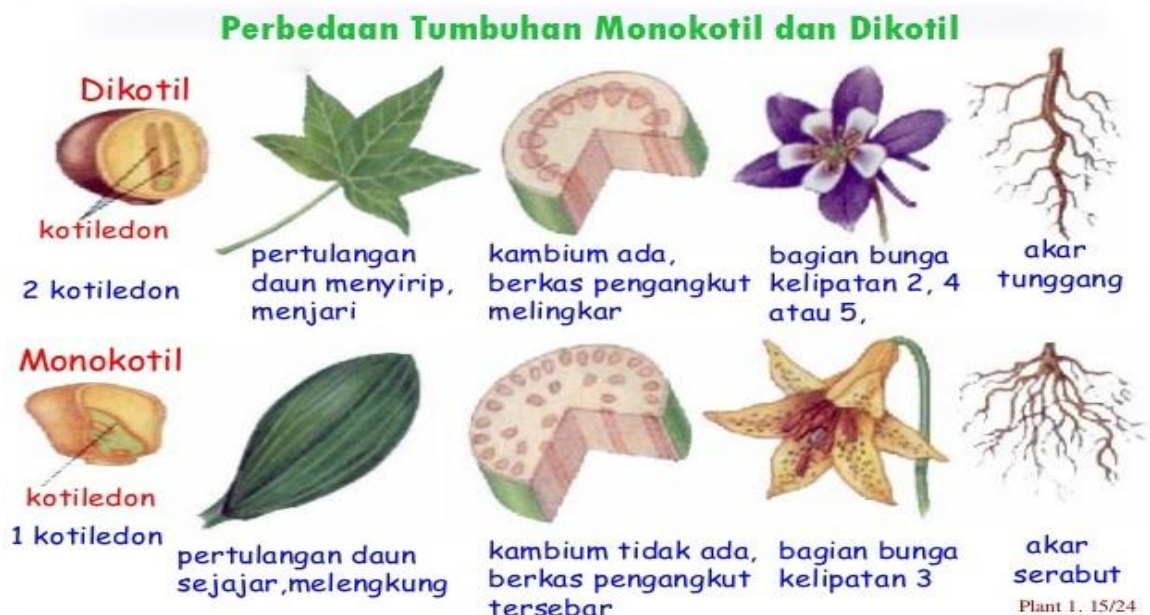 Perbedaan Tumbuhan Monokotil dan Dikotil
Dikotil
kotiledon
2 kotiledon
pertulangan
daun menyirip,
menjari
kambium ada,
berkas pengangkut
melingkar
bagian bunga
kelipatan 2, 4
atau 5,
akar
tunggang
Monokotil
kotiledon
1 kotiledon
pertulangan daun
sejajar,melengkung
kambium tidak ada,
berkas pengangkut
tersebar
bagian bunga
kelipatan 3
akar
serabut
Plant 1. 15/24